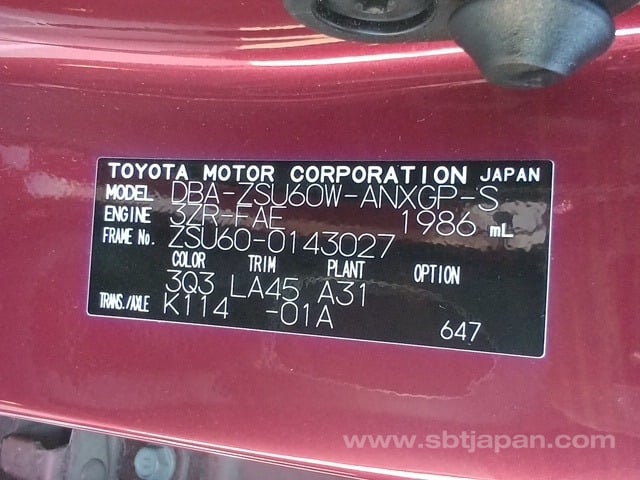 TOYOTA MOTOR CORPORATION JAPAN
MODEL DBA-ZSU60W-ANXGP-S
ENGINE 3ZR-FAE 1986 mL
FRAME No. ZSU60-0143027
COLOR TRIM PLANT OPTION
3Q3 LA45 A31
TRANS./AXLE K114 -01A
647
www.sbtjapan.com